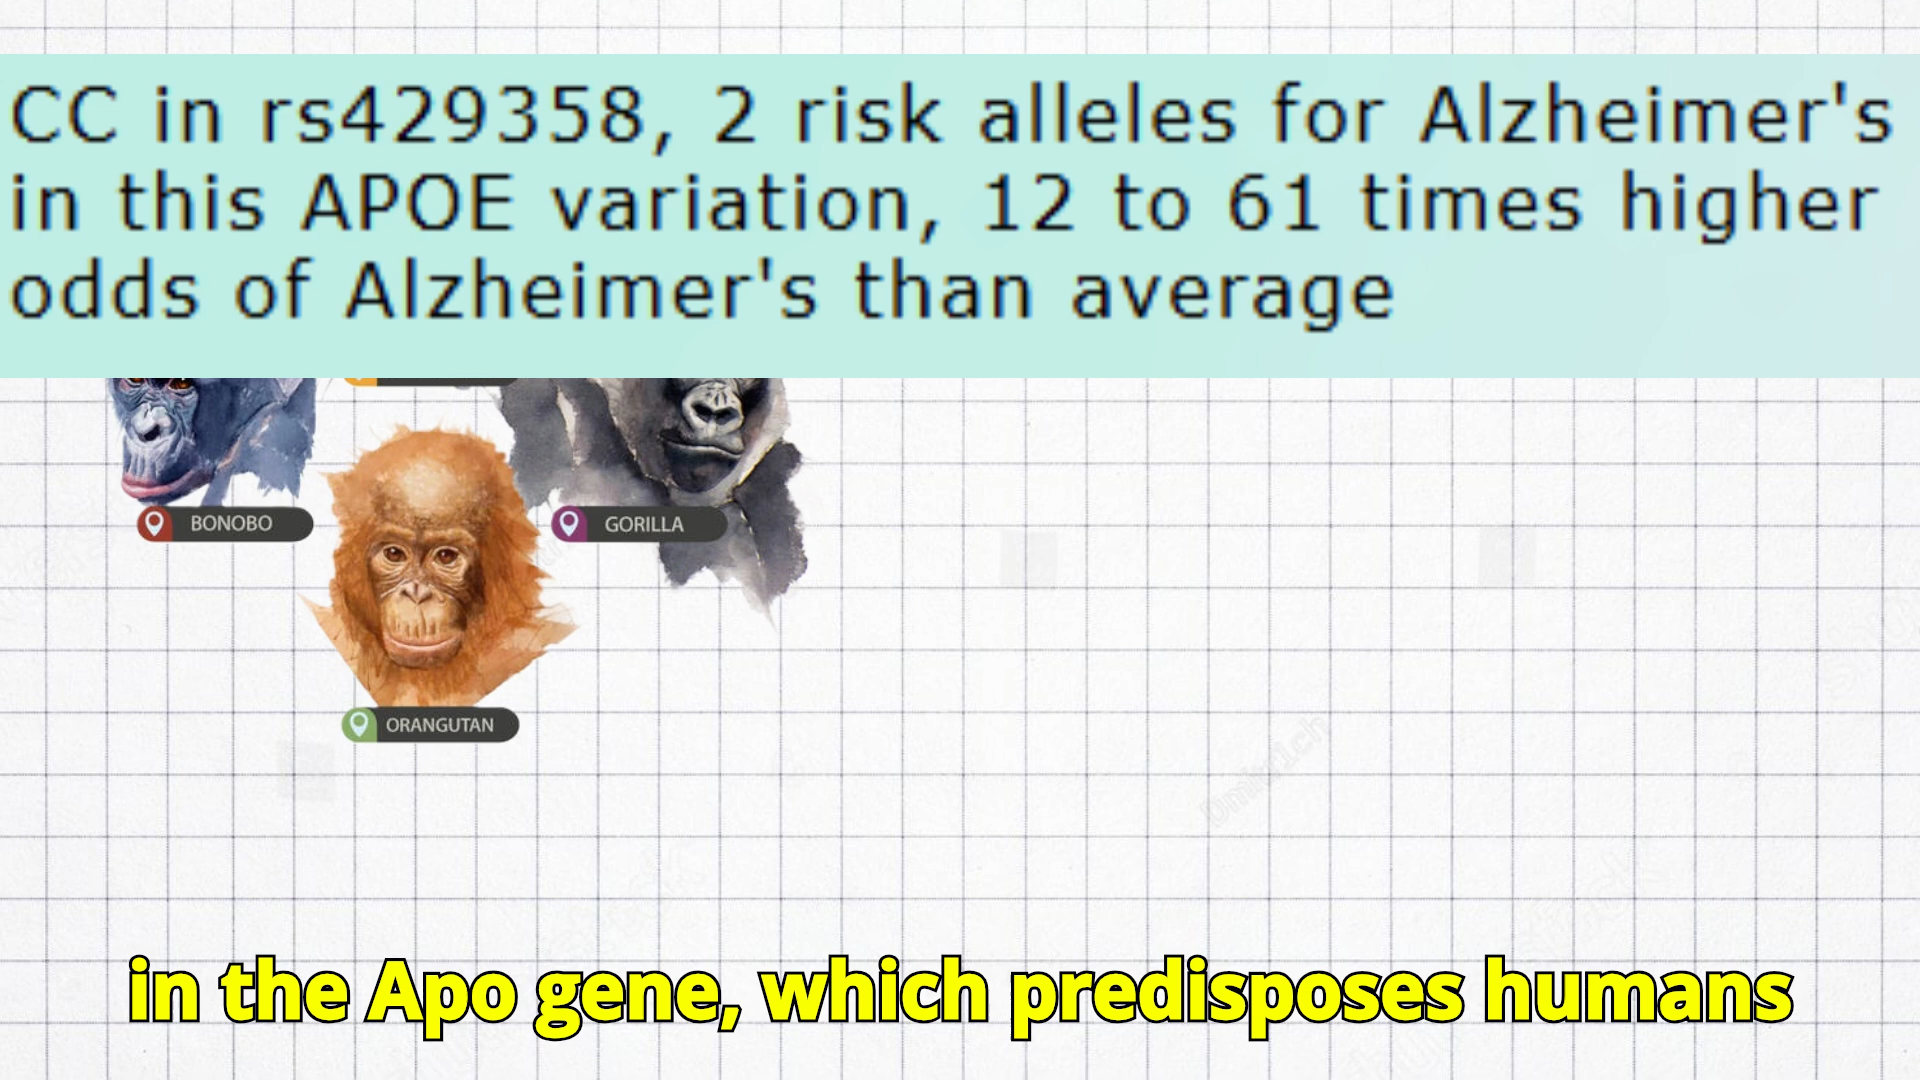 CC in rs429358, 2 risk alleles for Alzheimer's
in this APOE variation, 12 to 61 times higher
odds of Alzheimer's than average
BONOBO
GORILLA
ORANGUTAN
Dmitr1ch
in the Apo gene, which predisposes humans